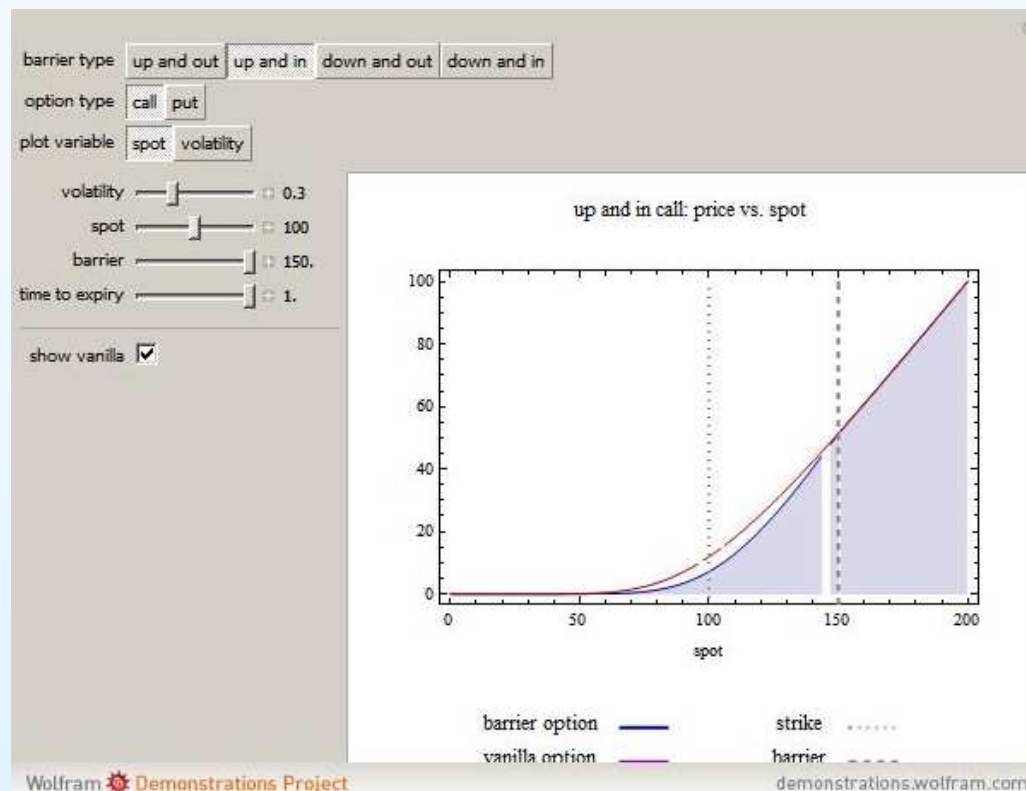 barrier type up and out up and in down and out down and in
option type call put
plot variable spot volatility
volatility 0.3
spot 100
barrier 150.
time to expiry 1.
show vanilla
up and in call: price vs. spot
100
80
60
40
20
0
0 50 100 150 200
spot
barrier option strike
vanilla option barrier
Wolfram Demonstrations Project demonstrations.wolfram.com